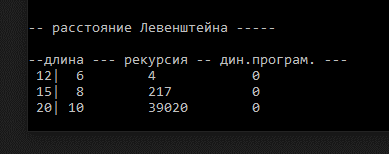 -- расстояние Левенштейна -----
--длина --- рекурсия -- дин.програм. ---
12| 6 4 0
15| 8 217 0
20| 10 39020 0